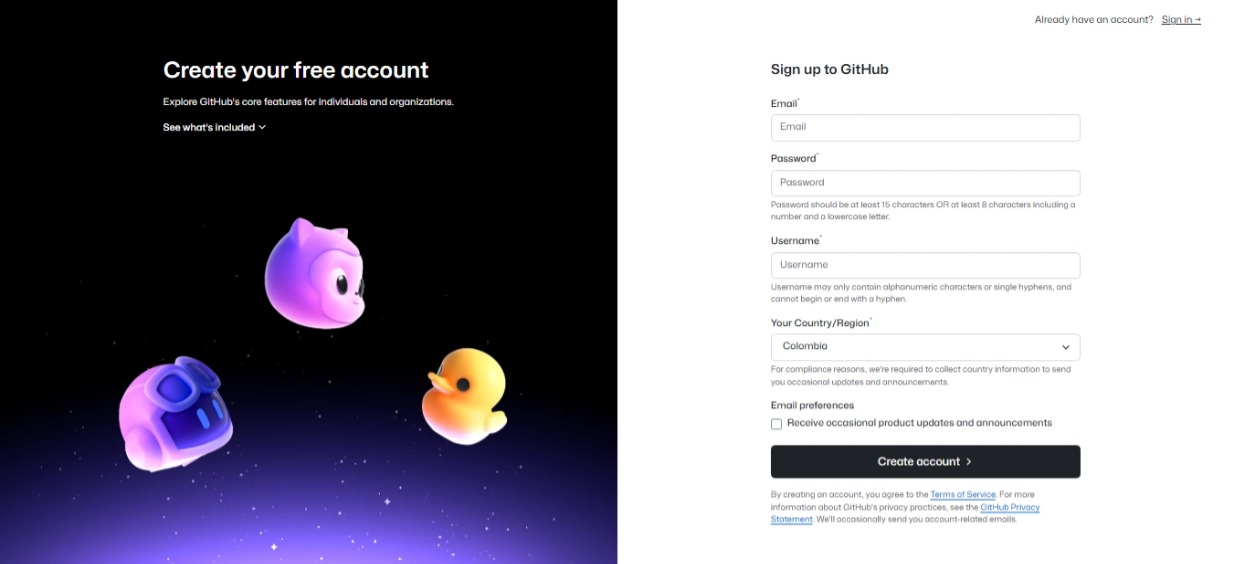 Already have an account? Sign in →
Create your free account
Explore GitHub's core features for individuals and organizations.
See what's included
Sign up to GitHub
Email*
Email
Password*
Password
Password should be at least 15 characters OR at least 8 characters including a
number and a lowercase letter.
Username*
Username
Username may only contain alphanumeric characters or single hyphens, and
cannot begin or end with a hyphen.
Your Country/Region*
Colombia
For compliance reasons, we're required to collect country information to send
you occasional updates and announcements.
Email preferences
Receive occasional product updates and announcements
Create account
By creating an account, you agree to the Terms of Service. For more
information about GitHub's privacy practices, see the GitHub Privacy
Statement. We'll occasionally send you account-related emails.